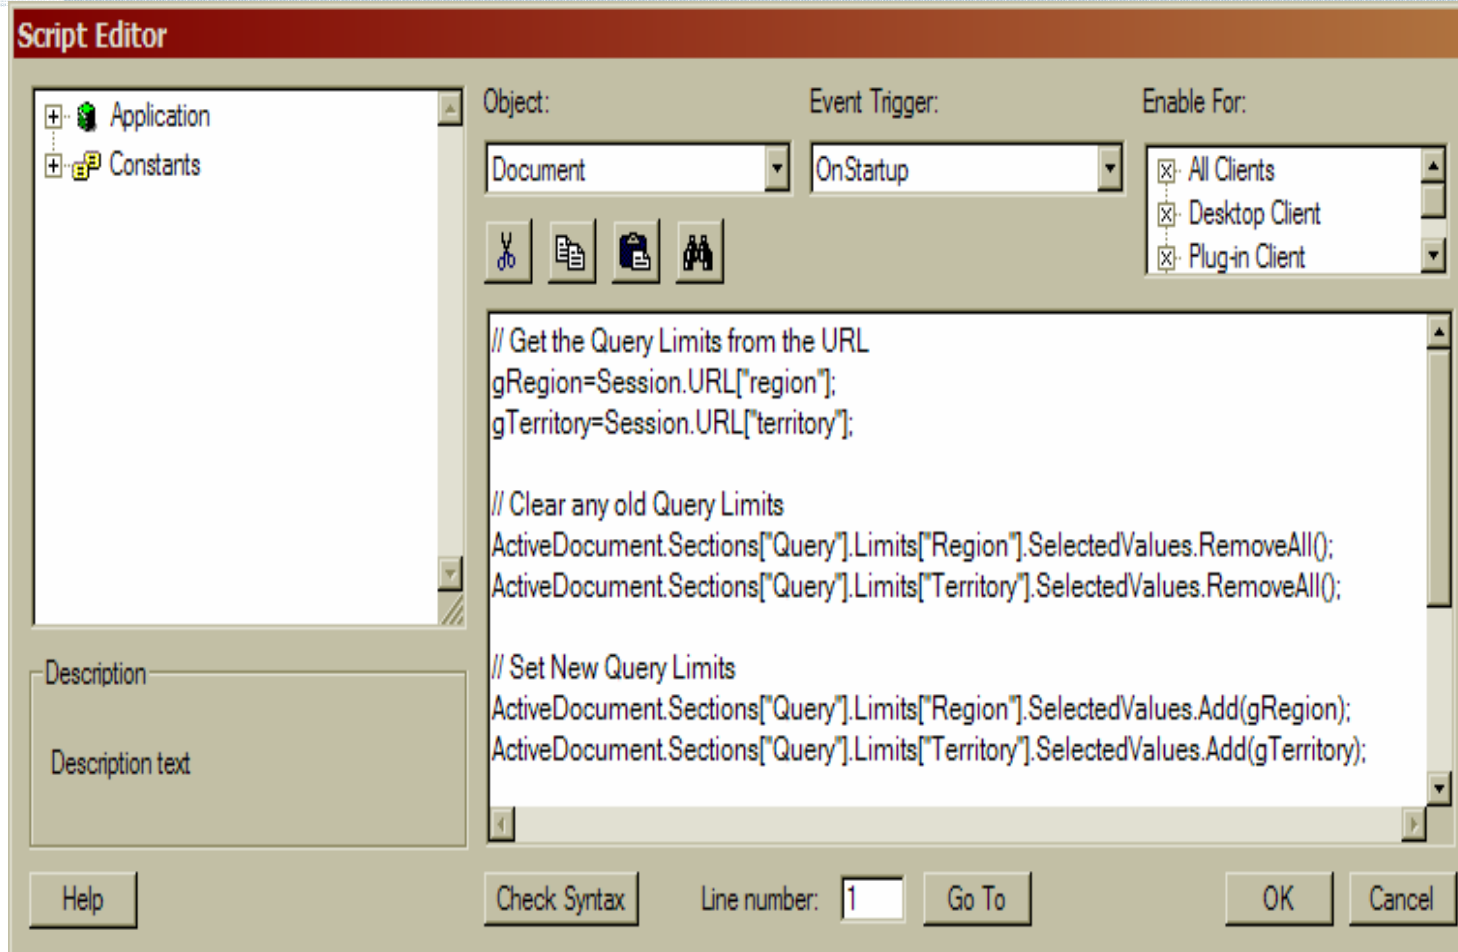 Script Editor
Application
Constants
Object:
Event Trigger:
Enable For:
Document
OnStartup
All Clients
Desktop Client
Plug-in Client
// Get the Query Limits from the URL
gRegion=Session.URL["region"];
gTerritory=Session.URL["territory"];
// Clear any old Query Limits
ActiveDocument.Sections["Query"].Limits["Region"].SelectedValues.RemoveAll();
ActiveDocument.Sections["Query"].Limits["Territory"].SelectedValues.RemoveAll();
// Set New Query Limits
ActiveDocument.Sections["Query"].Limits["Region"].SelectedValues.Add(gRegion);
ActiveDocument.Sections["Query"].Limits["Territory"].SelectedValues.Add(gTerritory);
Description
Description text
Help
Check Syntax
Line number:
1
Go To
OK
Cancel